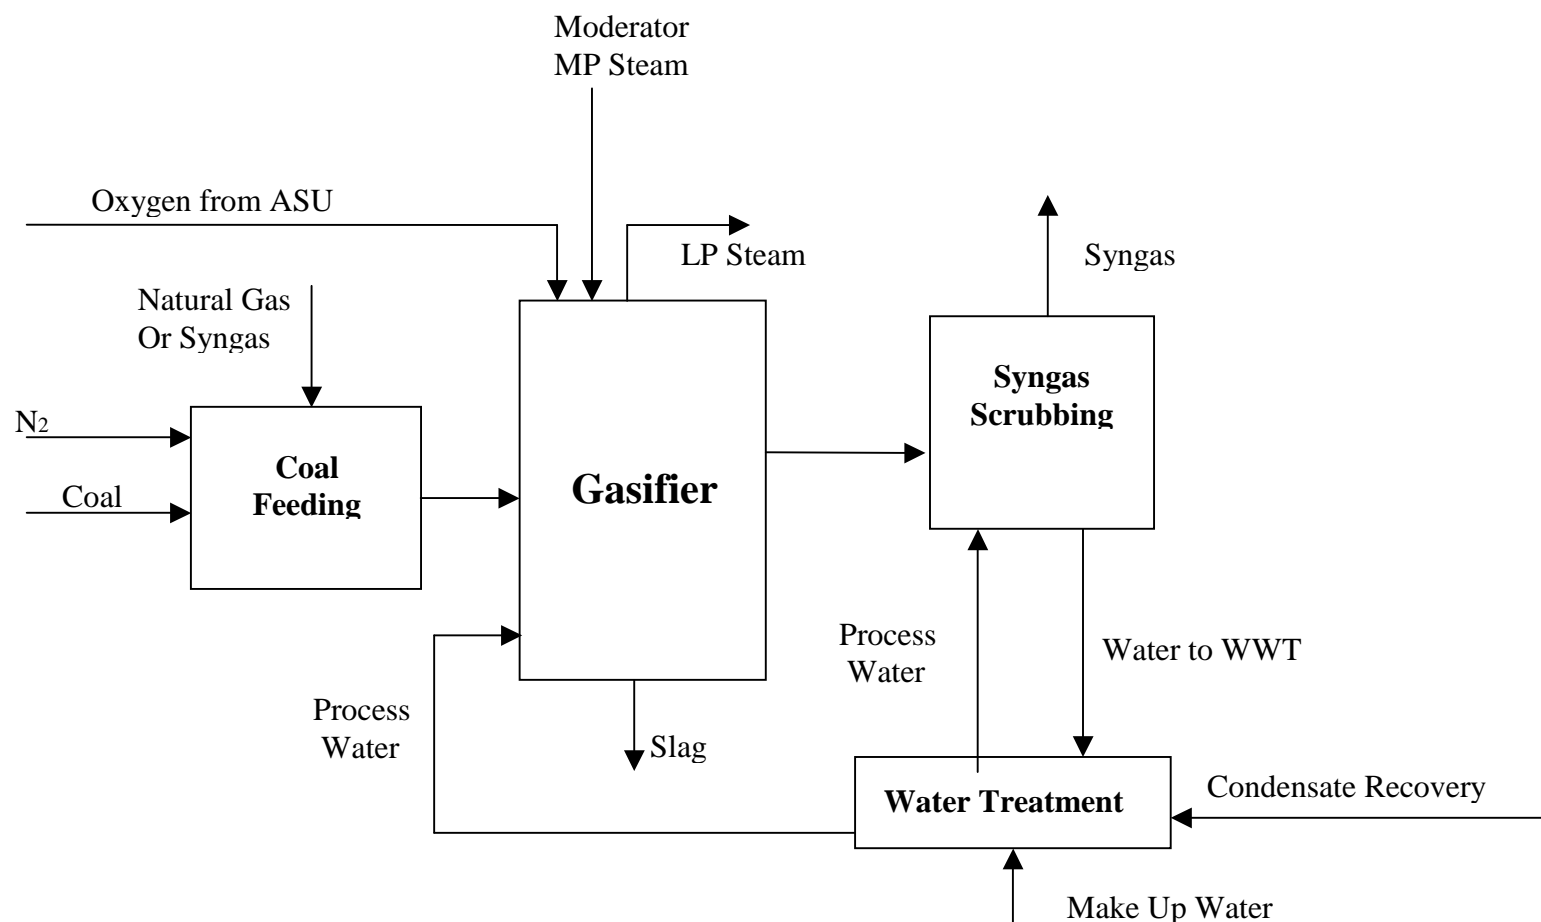 Moderator
MP Steam
Oxygen from ASU
LP Steam
Syngas
Natural Gas
Or Syngas
Syngas
Scrubbing
N2
Coal
Feeding
Gasifier
Coal
Process
Water
Water to WWT
Process
Water
Slag
Water Treatment
Condensate Recovery
Make Up Water